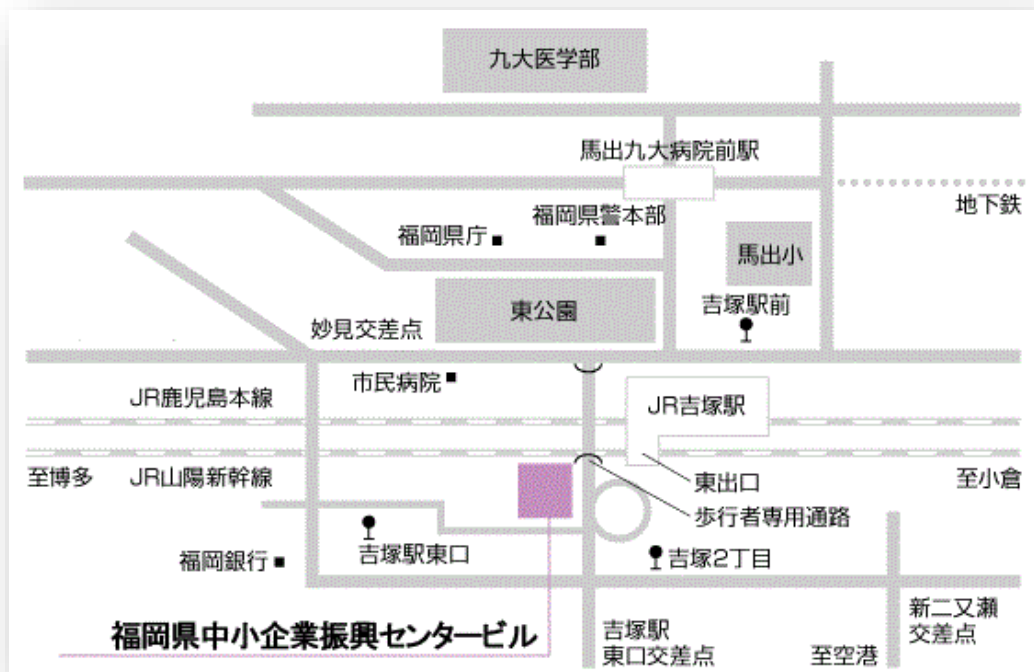 九大医学部
馬出九大病院前駅
地下鉄
福岡県警本部
福岡県庁
馬出小
吉塚駅前
東公園
妙見交差点
市民病院
JR鹿児島本線
JR吉塚駅
至博多
JR山陽新幹線
東出口
至小倉
歩行者専用通路
吉塚駅東口
吉塚2丁目
福岡銀行
福岡県中小企業振興センタービル
吉塚駅
東口交差点
新二又瀬
交差点
至空港